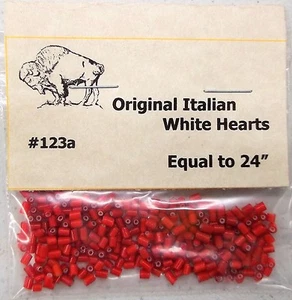 Original Italian
White Hearts
#123a
Equal to 24”